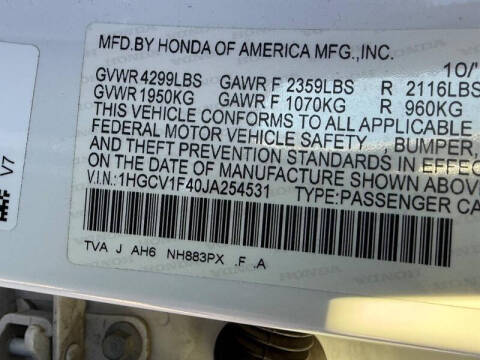 MFD.BY HONDA OF AMERICA MFG.,INC. 10/
GVWR 4299LBS GAWR F 2359LBS R 2116LBS
GVWR 1950KG GAWR F 1070KG R 960KG
THIS VEHICLE CONFORMS TO ALL APPLICABLE
FEDERAL MOTOR VEHICLE SAFETY BUMPER,
AND THEFT PREVENTION STANDARDS IN EFFEC
ON THE DATE OF MANUFACTURE SHOWN ABOVE
V.I.N.:1HGCV1F40JA254531 TYPE:PASSENGER CA
TVA J AH6 NH883PX .F .A
V7